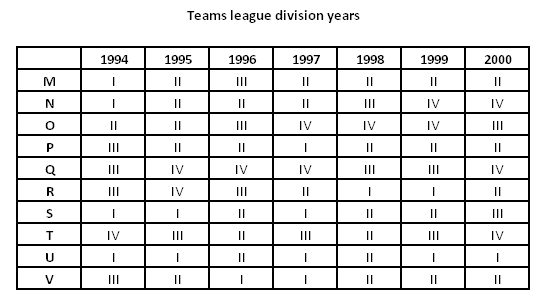 Teams league division years
1994 1995 1996 1997 1998 1999 2000
M I II III II II II II
N I II II II III IV IV
O II II III IV IV IV III
P III II II I II II II
Q III IV IV IV III III IV
R III IV III II I I II
S I I II I II II III
T IV III II III II III IV
U I I II I II I I
V III II I I II II II